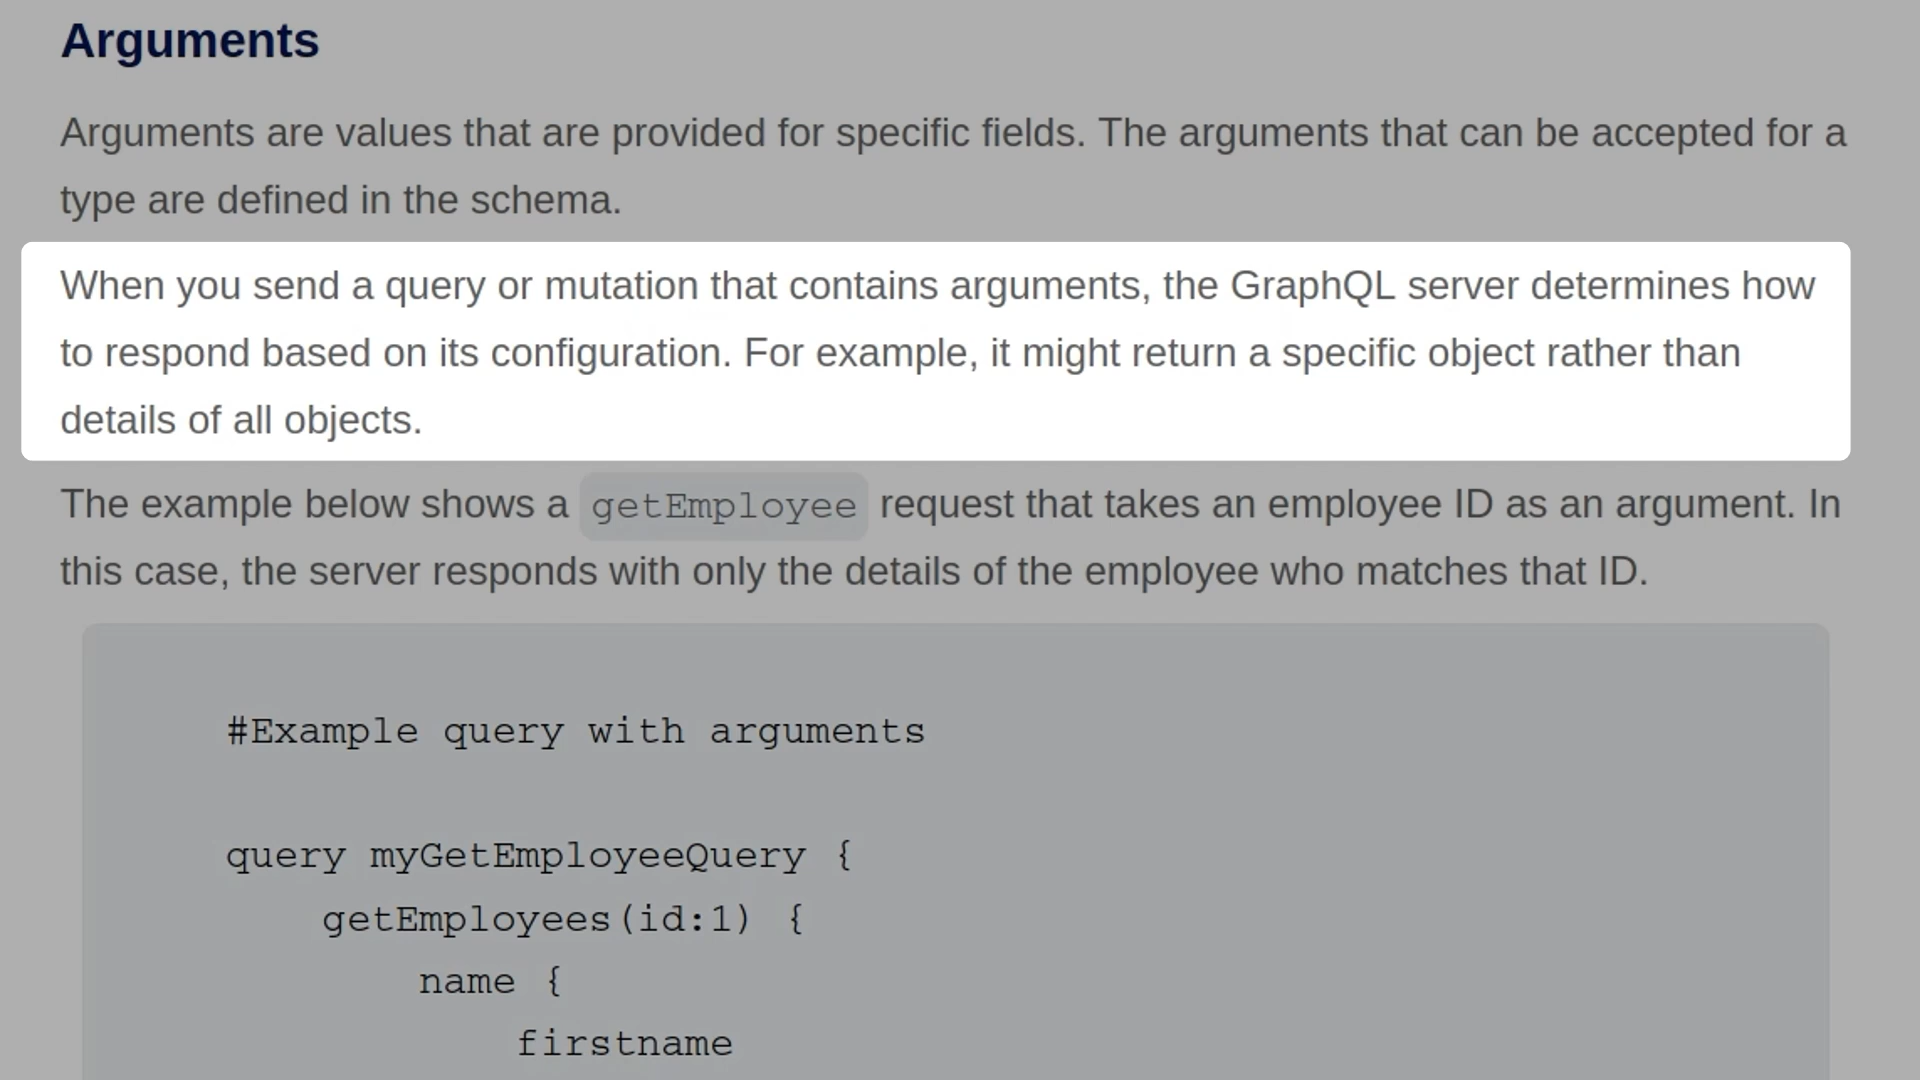 Arguments
Arguments are values that are provided for specific fields. The arguments that can be accepted for a
type are defined in the schema.
When you send a query or mutation that contains arguments, the GraphQL server determines how
to respond based on its configuration. For example, it might return a specific object rather than
details of all objects.
The example below shows a getEmployee request that takes an employee ID as an argument. In
this case, the server responds with only the details of the employee who matches that ID.
#Example query with arguments
query myGetEmployeeQuery {
getEmployees(id:1) {
name {
firstname